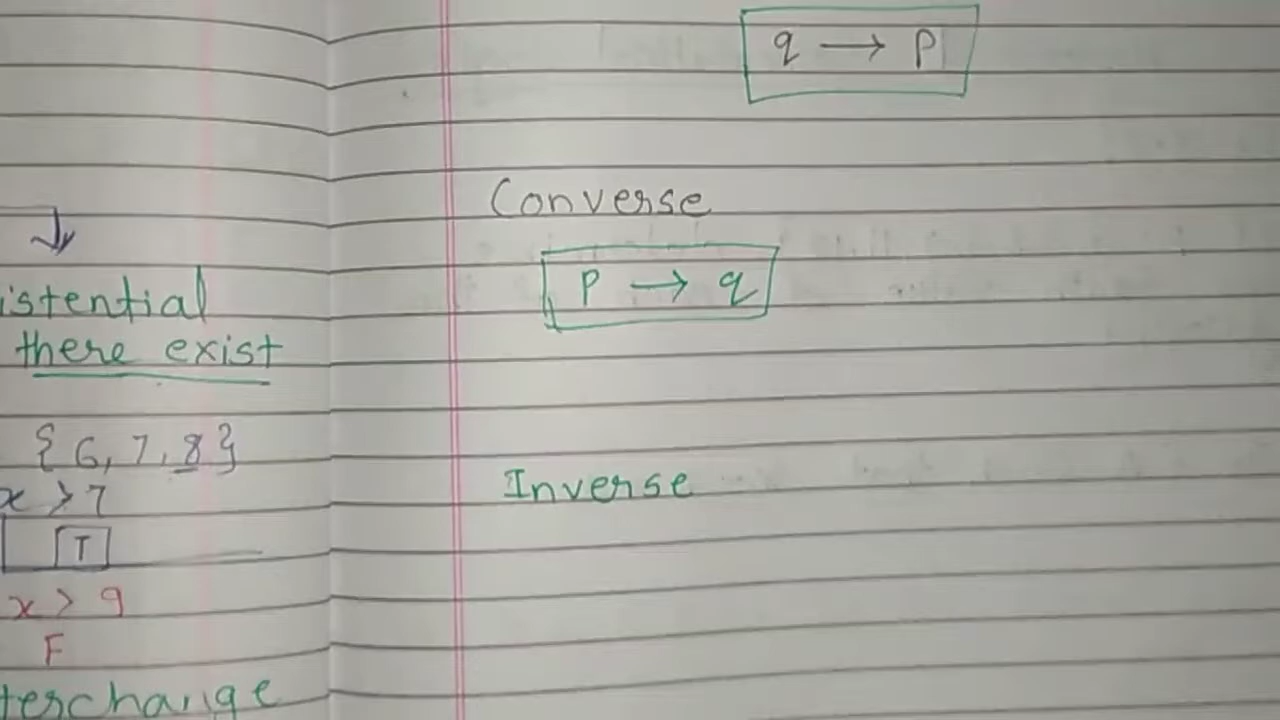 istential
there exist
{ 6, 7, 8 }
x > 7
T
x > 9
F
terchange
q → p
Converse
p → q
Inverse